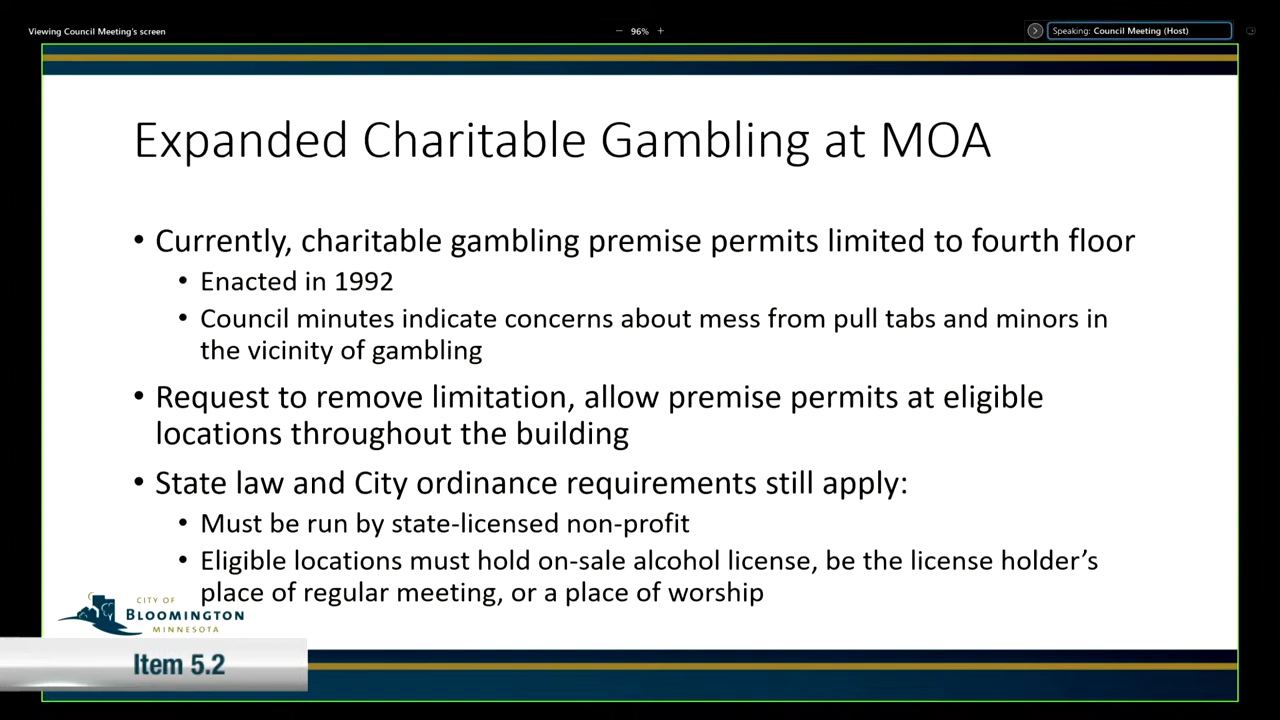 Viewing Council Meeting's screen
− 96% +
Speaking: Council Meeting (Host)
Expanded Charitable Gambling at MOA
• Currently, charitable gambling premise permits limited to fourth floor
• Enacted in 1992
• Council minutes indicate concerns about mess from pull tabs and minors in
the vicinity of gambling
• Request to remove limitation, allow premise permits at eligible
locations throughout the building
• State law and City ordinance requirements still apply:
• Must be run by state-licensed non-profit
• Eligible locations must hold on-sale alcohol license, be the license holder’s
place of regular meeting, or a place of worship
CITY OF
BLOOMINGTON
MINNESOTA
Item 5.2